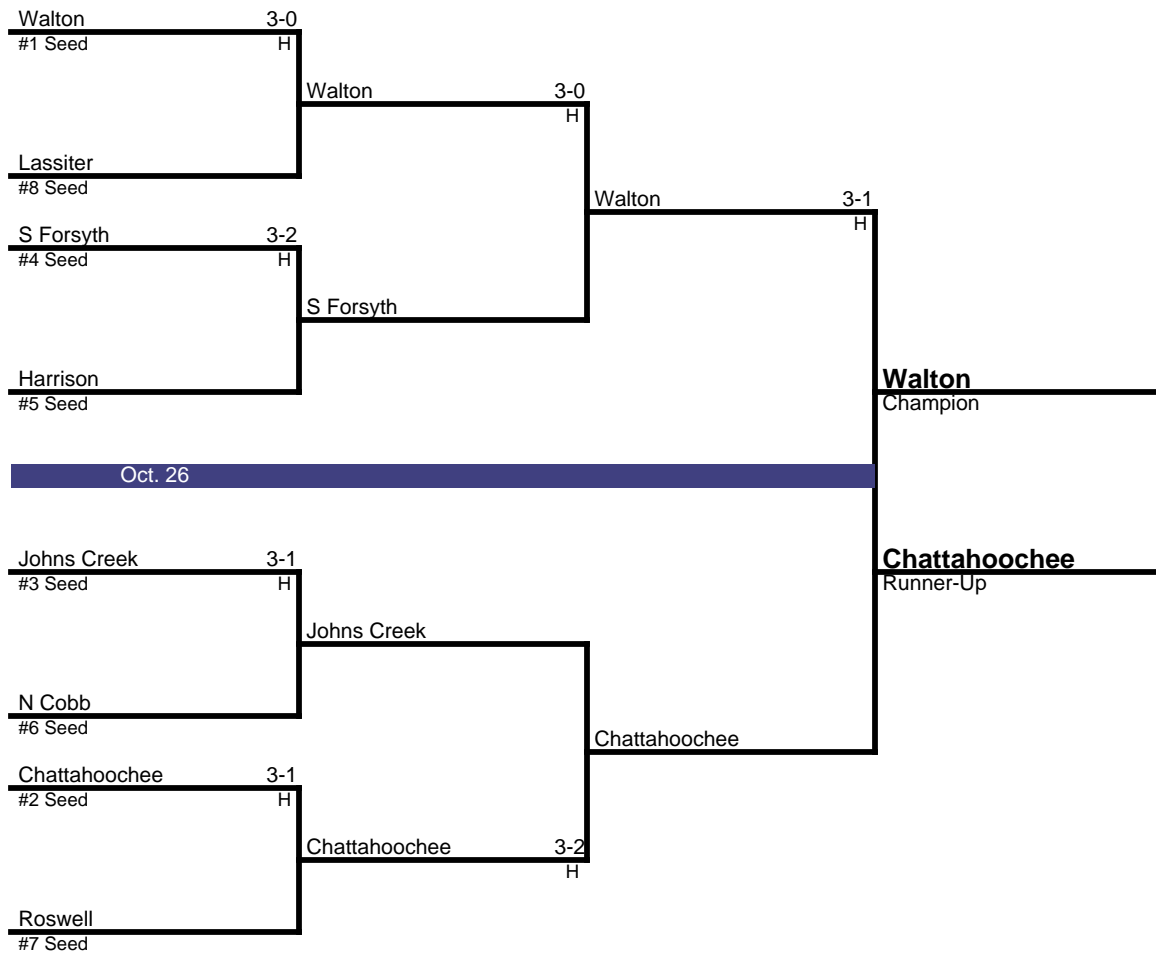 Walton 3-0
#1 Seed H
Walton 3-0
H
Lassiter
#8 Seed
Walton 3-1
H
S Forsyth 3-2
#4 Seed H
S Forsyth
Harrison
#5 Seed
Walton
Champion
Oct. 26
Johns Creek 3-1
#3 Seed H
Chattahoochee
Runner-Up
Johns Creek
N Cobb
#6 Seed
Chattahoochee
Chattahoochee 3-1
#2 Seed H
Chattahoochee 3-2
H
Roswell
#7 Seed